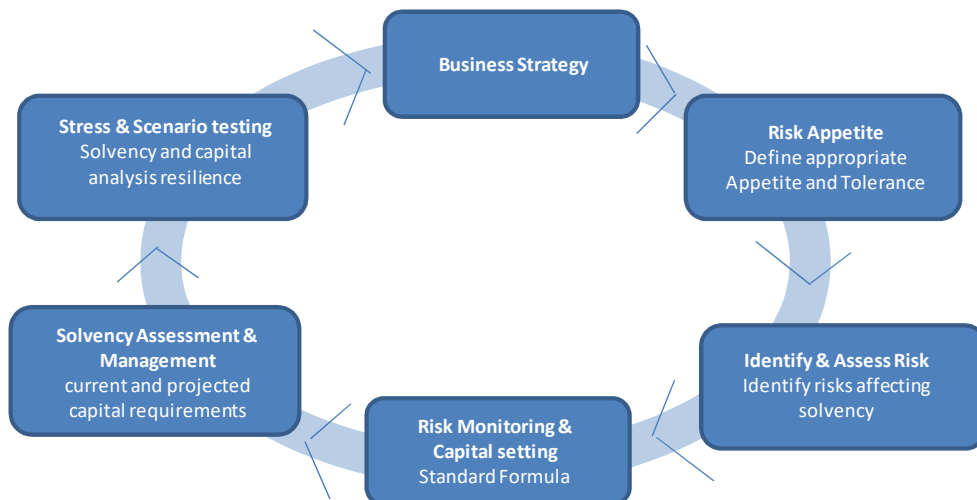 Business Strategy
Risk Appetite
Define appropriate
Appetite and Tolerance
Identify & Assess Risk
Identify risks affecting
solvency
Risk Monitoring &
Capital setting
Standard Formula
Solvency Assessment &
Management
current and projected
capital requirements
Stress & Scenario testing
Solvency and capital
analysis resilience